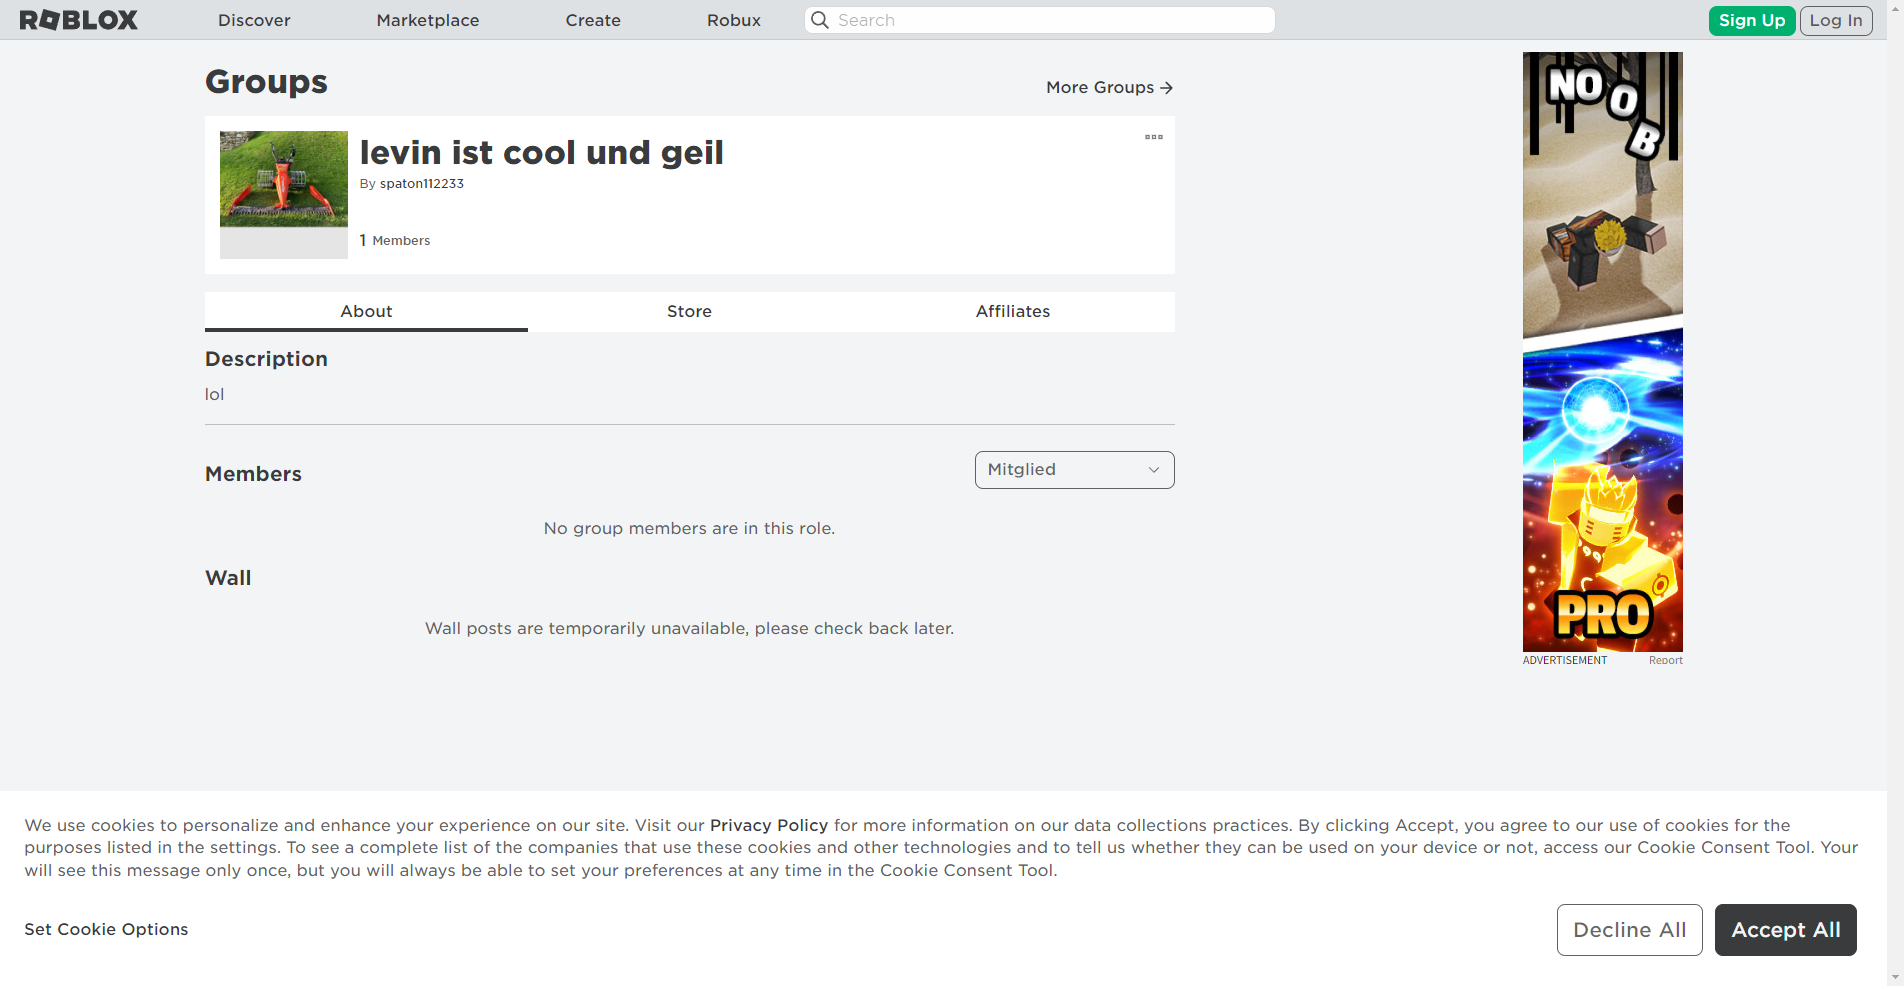 ROBLOX
Discover
Marketplace
Create
Robux
Search
Sign Up
Log In
Groups
More Groups →
levin ist cool und geil
By spaton112233
1 Members
About
Store
Affiliates
Description
lol
Members
Mitglied
No group members are in this role.
Wall
Wall posts are temporarily unavailable, please check back later.
NOOB
PRO
ADVERTISEMENT
Report
We use cookies to personalize and enhance your experience on our site. Visit our Privacy Policy for more information on our data collections practices. By clicking Accept, you agree to our use of cookies for the
purposes listed in the settings. To see a complete list of the companies that use these cookies and other technologies and to tell us whether they can be used on your device or not, access our Cookie Consent Tool. Your
will see this message only once, but you will always be able to set your preferences at any time in the Cookie Consent Tool.
Set Cookie Options
Decline All
Accept All